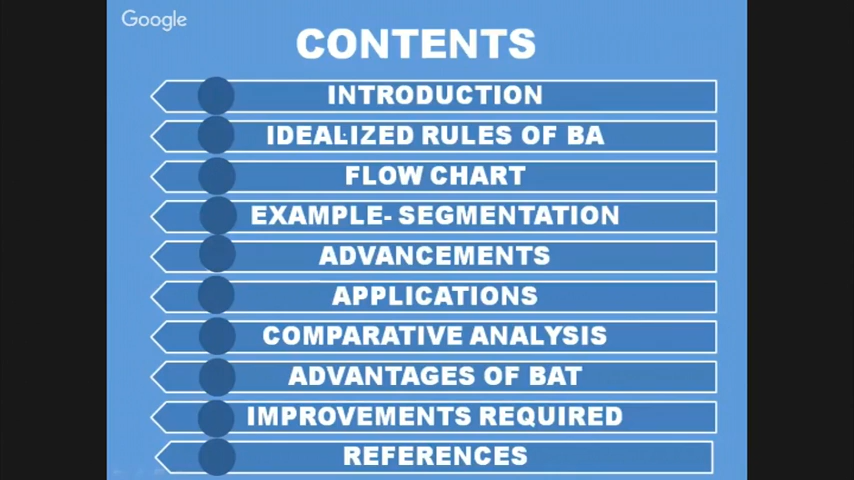 Google
CONTENTS
INTRODUCTION
IDEALIZED RULES OF BA
FLOW CHART
EXAMPLE- SEGMENTATION
ADVANCEMENTS
APPLICATIONS
COMPARATIVE ANALYSIS
ADVANTAGES OF BAT
IMPROVEMENTS REQUIRED
REFERENCES